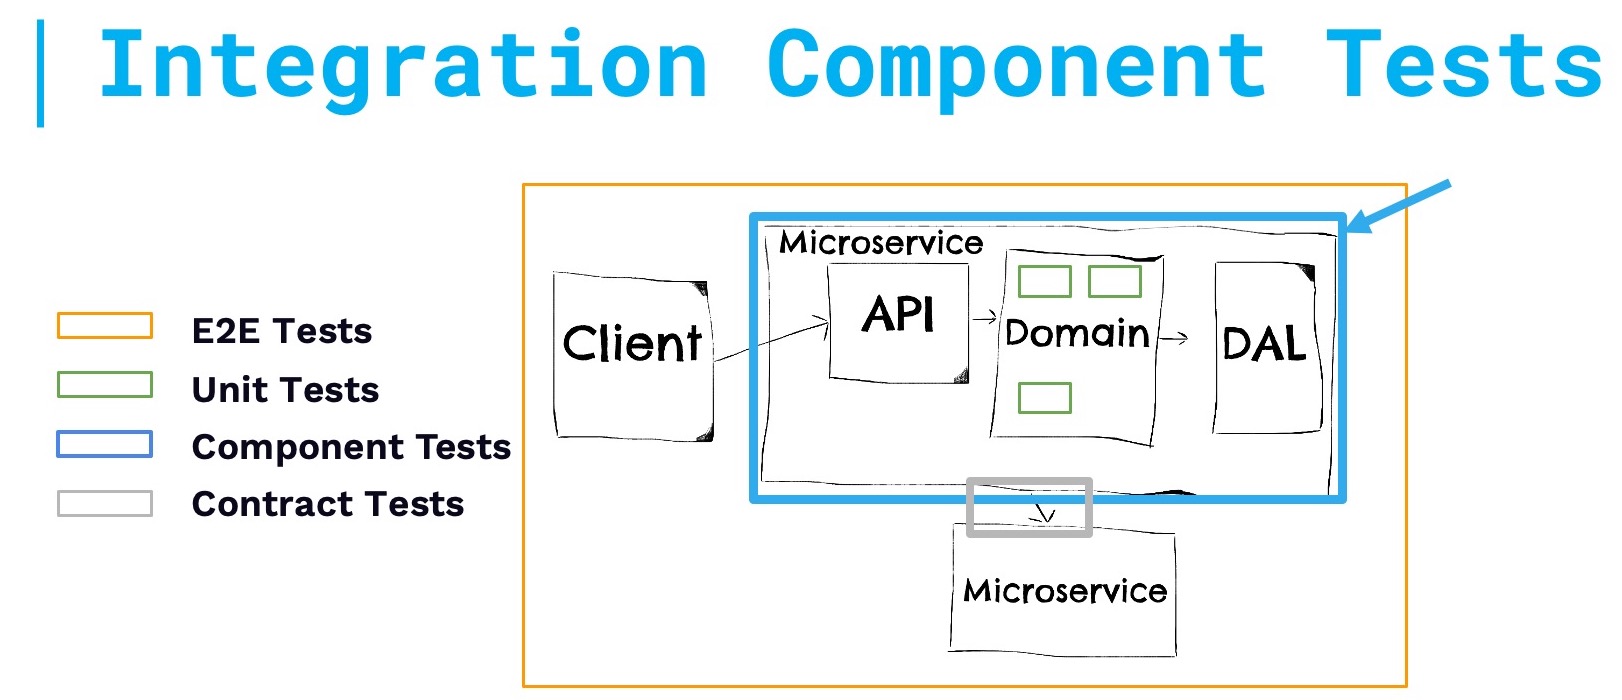 Integration Component Tests
E2E Tests
Unit Tests
Component Tests
Contract Tests
Client
Microservice
API
Domain
DAL
Microservice